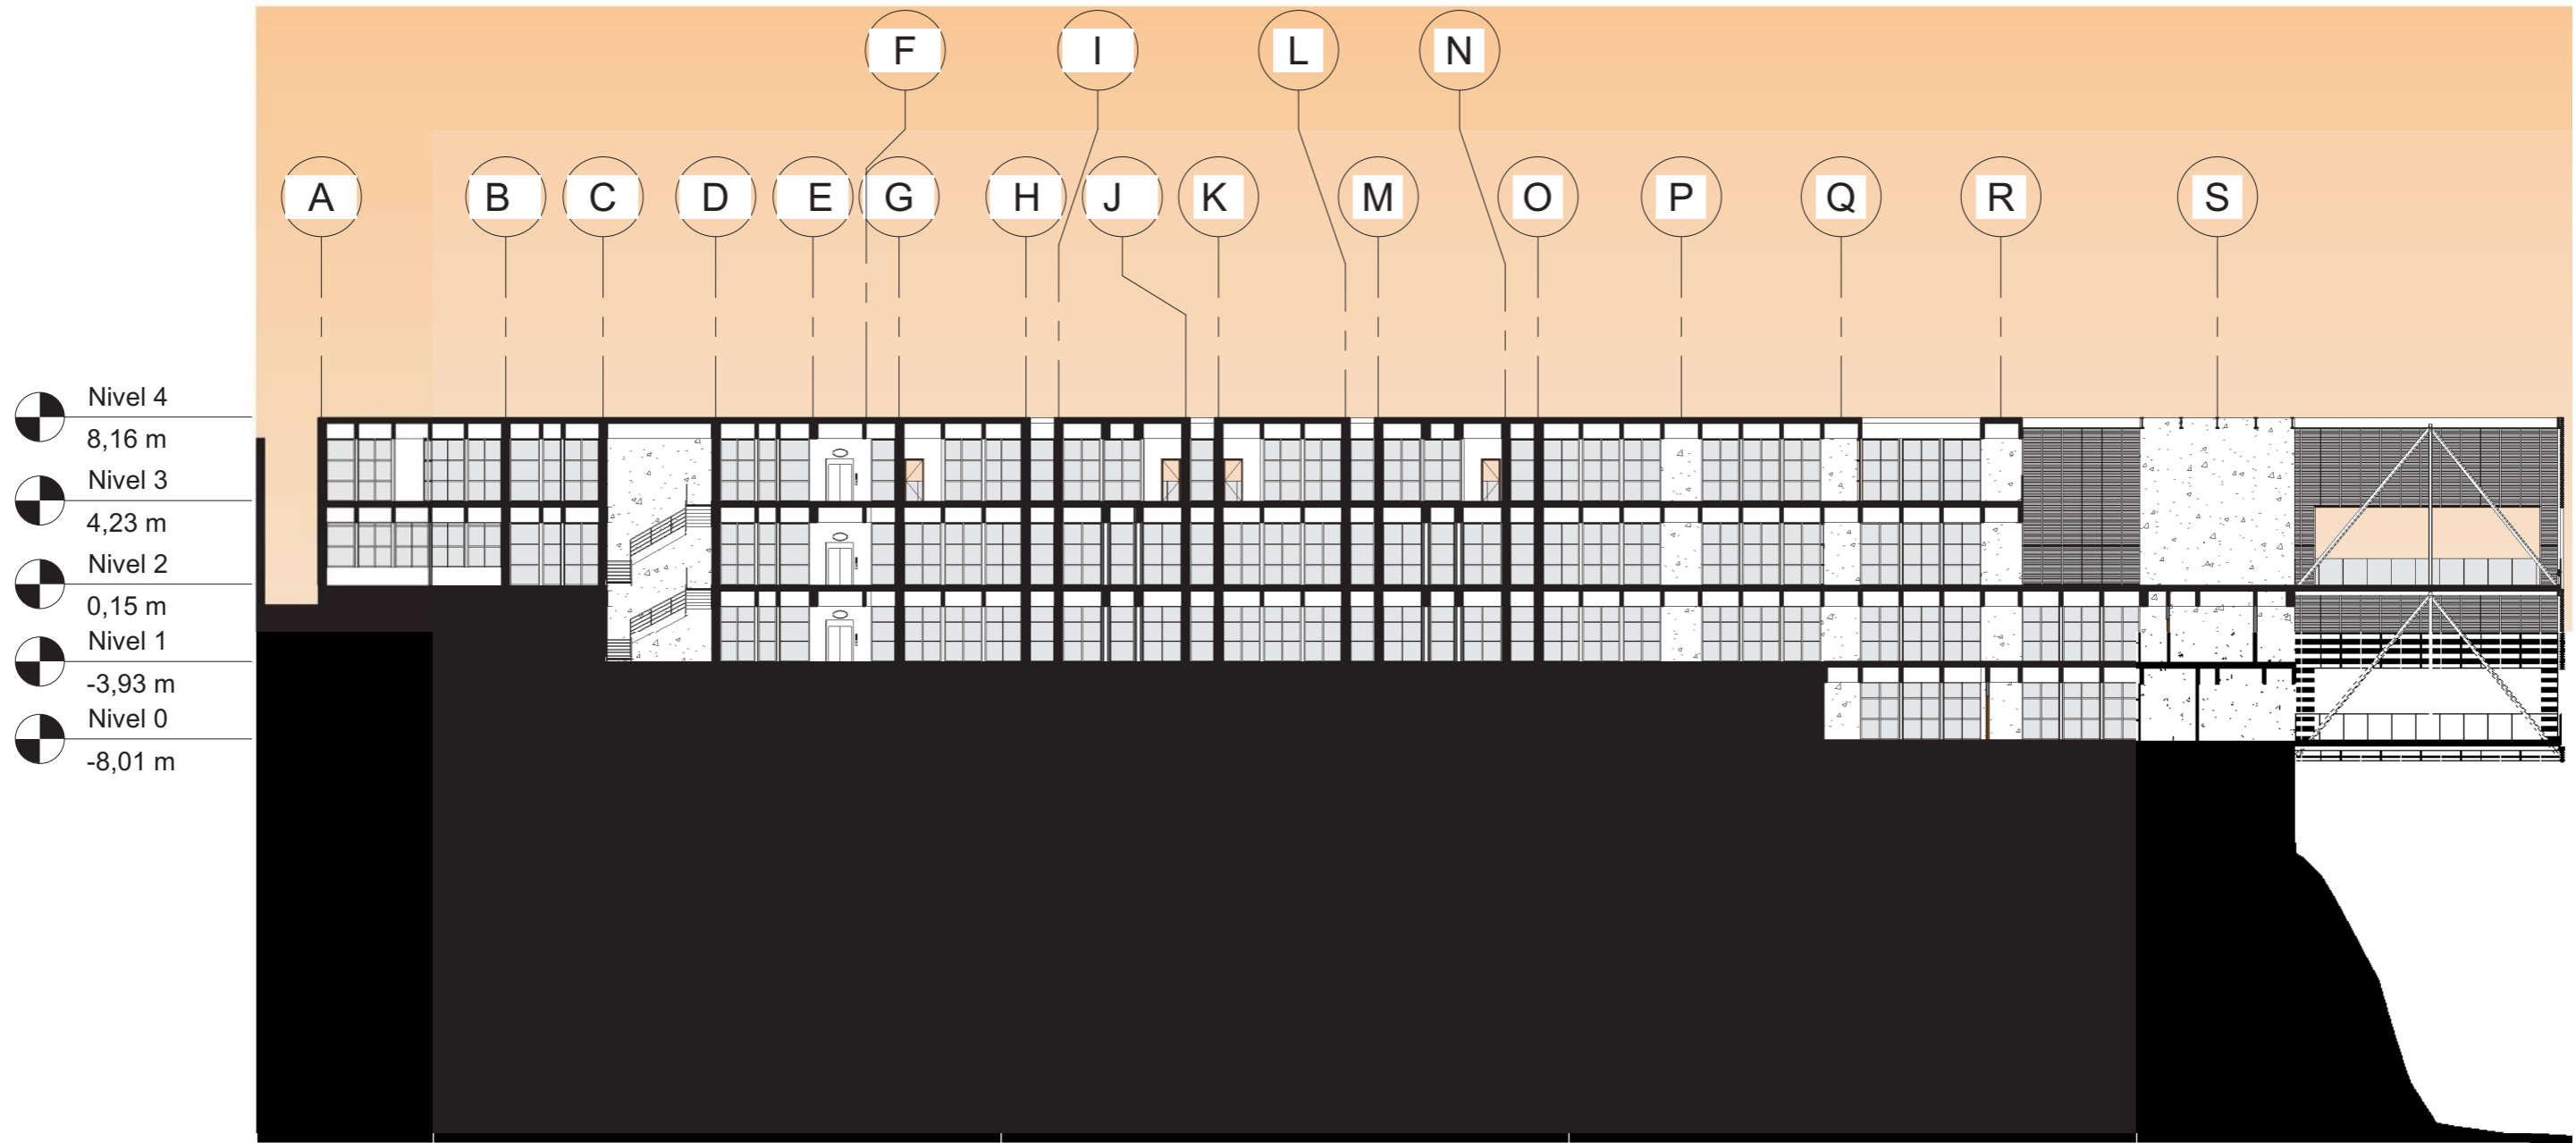 F I L N
A B C D E G H J K M O P Q R S
Nivel 4
8,16 m
Nivel 3
4,23 m
Nivel 2
0,15 m
Nivel 1
-3,93 m
Nivel 0
-8,01 m